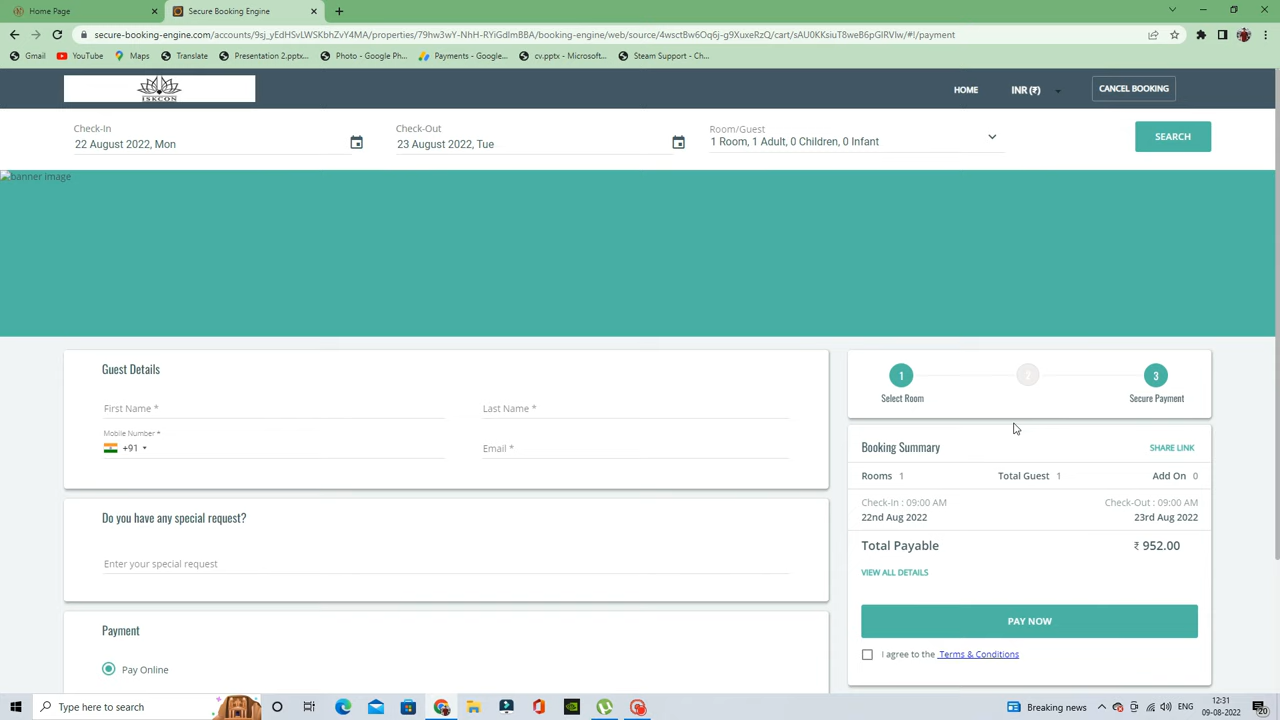 Home Page
Secure Booking Engine
secure-booking-engine.com/accounts/9sj_yEdHSvLWSKbhZvY4MA/properties/79hw3wY-NhH-RYiGdlmBBA/booking-engine/web/source/4wsctBw6Oq6j-g9XuxeRzQ/cart/sAU0KKsiuT8weB6pGlRVIw/#!/payment
Gmail YouTube Maps Translate Presentation 2.pptx... Photo - Google Ph... Payments - Google... cv.pptx - Microsoft... Steam Support - Ch...
ISKCON
HOME INR (₹) CANCEL BOOKING
Check-In Check-Out Room/Guest
22 August 2022, Mon 23 August 2022, Tue 1 Room, 1 Adult, 0 Children, 0 Infant SEARCH
banner image
Guest Details
First Name * Last Name *
Mobile Number *
+91 Email *
Do you have any special request?
Enter your special request
Payment
Pay Online
1 2 3
Select Room Secure Payment
Booking Summary SHARE LINK
Rooms 1 Total Guest 1 Add On 0
Check-In : 09:00 AM Check-Out : 09:00 AM
22nd Aug 2022 23rd Aug 2022
Total Payable ₹ 952.00
VIEW ALL DETAILS
PAY NOW
I agree to the Terms & Conditions
Type here to search Breaking news ENG 12:31
09-08-2022 20